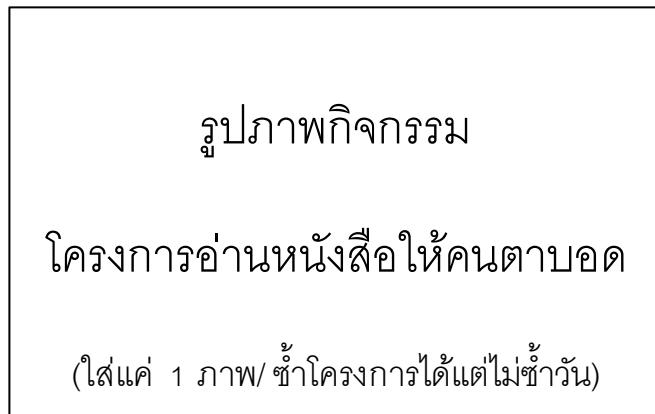 รูปภาพกิจกรรม
โครงการอ่านหนังสือให้คนตาบอด
(ใส่แค่ 1 ภาพ/ ซ้ำโครงการได้แต่ไม่ซ้ำวัน)